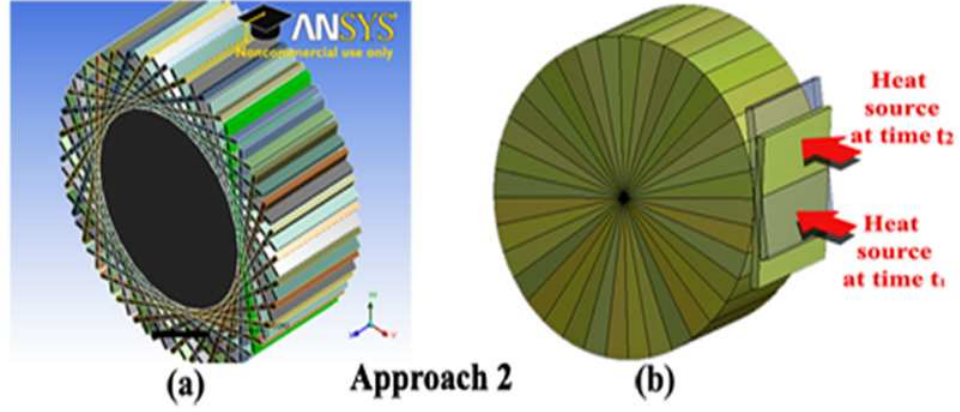 ANSYS
Noncommercial use only
Heat
source
at time t₂
Heat
source
at time t₁
(a)
Approach 2
(b)